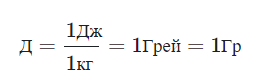 Д = 1Дж / 1кг = 1Грей = 1Гр